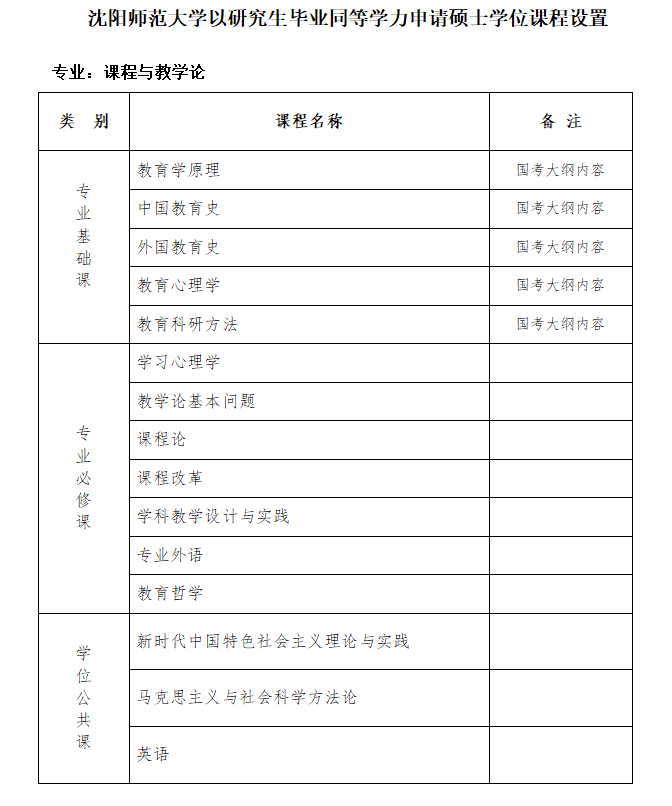 沈阳师范大学以研究生毕业同等学力申请硕士学位课程设置
专业：课程与教学论
类 别 课程名称 备 注
专业基础课
教育学原理 国考大纲内容
中国教育史 国考大纲内容
外国教育史 国考大纲内容
教育心理学 国考大纲内容
教育科研方法 国考大纲内容
专业必修课
学习心理学
教学论基本问题
课程论
课程改革
学科教学设计与实践
专业外语
教育哲学
学位公共课
新时代中国特色社会主义理论与实践
马克思主义与社会科学方法论
英语